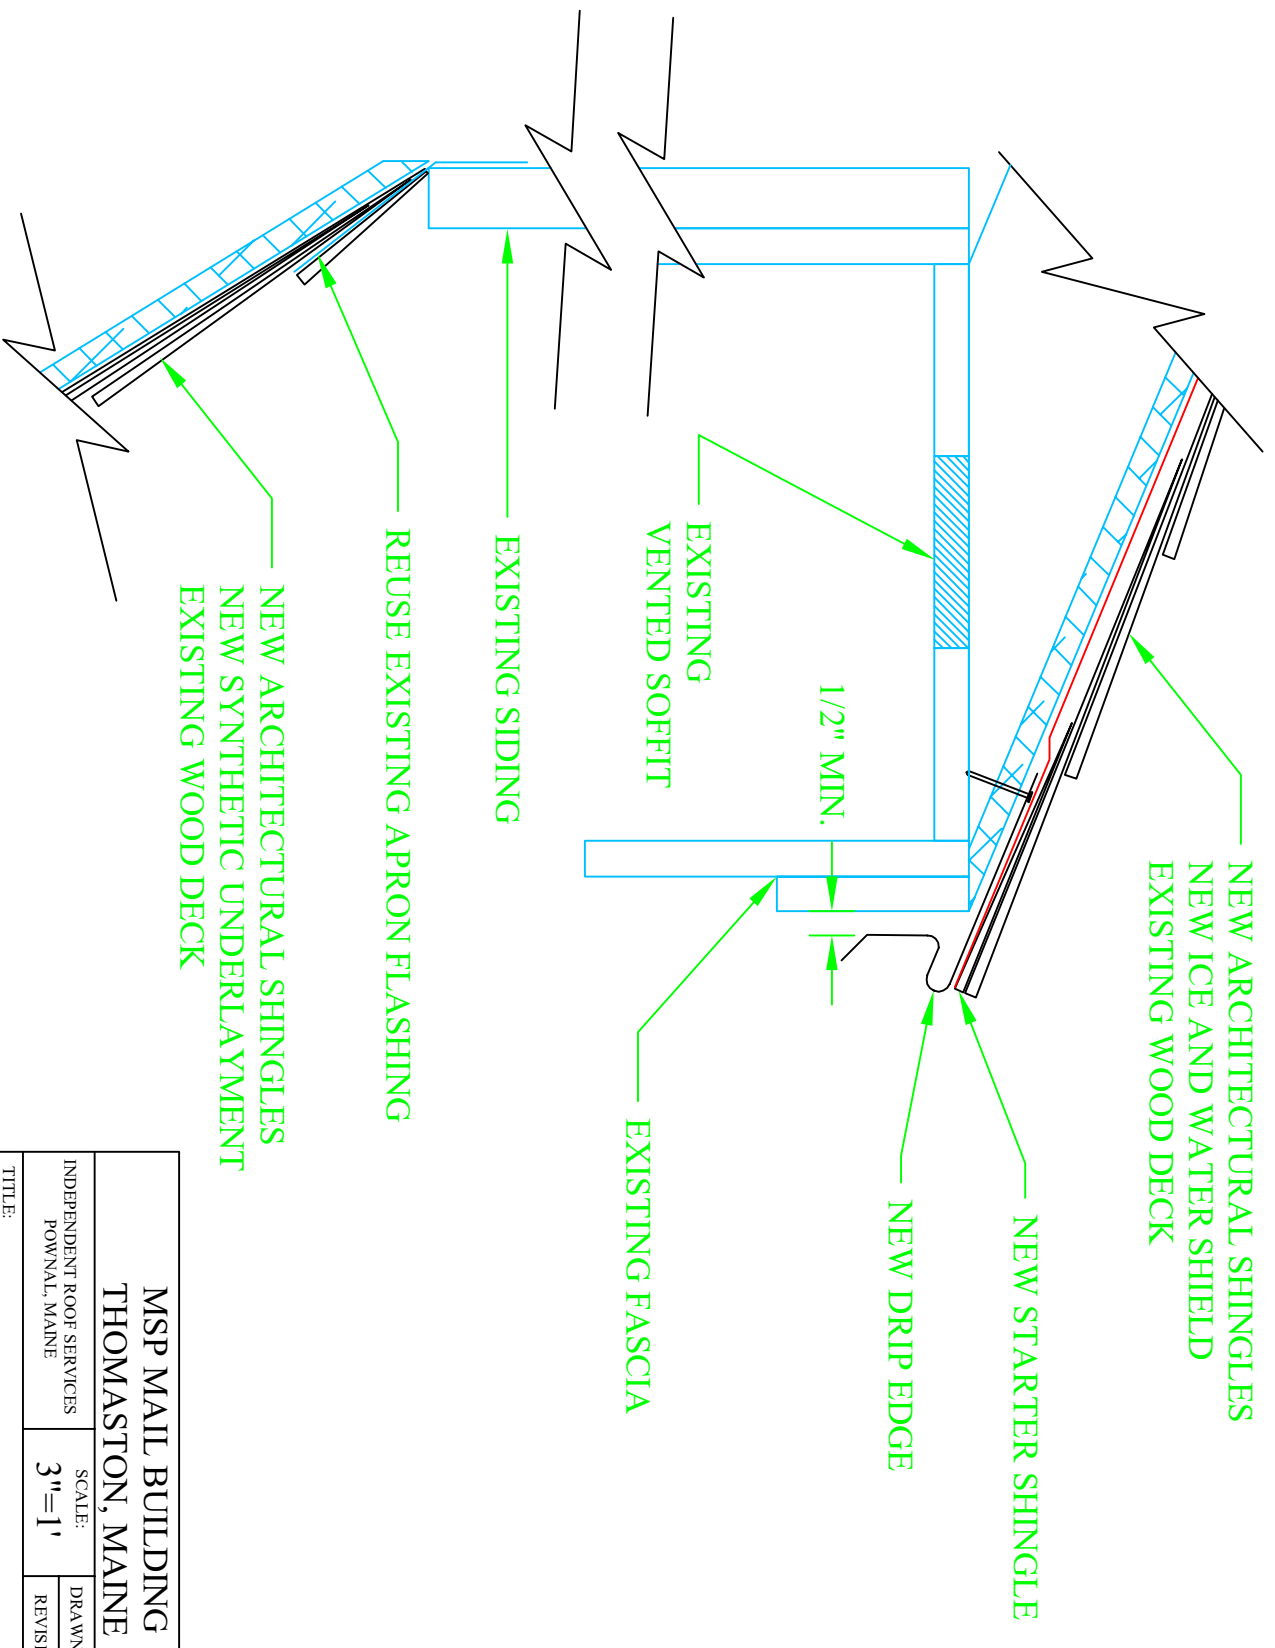 NEW ARCHITECTURAL SHINGLES
NEW ICE AND WATER SHIELD
EXISTING WOOD DECK
NEW STARTER SHINGLE
NEW DRIP EDGE
1/2" MIN.
EXISTING
VENTED SOFFIT
EXISTING FASCIA
EXISTING SIDING
REUSE EXISTING APRON FLASHING
NEW ARCHITECTURAL SHINGLES
NEW SYNTHETIC UNDERLAYMENT
EXISTING WOOD DECK
MSP MAIL BUILDING
THOMASTON, MAINE
INDEPENDENT ROOF SERVICES
POWNAL, MAINE
SCALE:
3"=1'
DRAWN
REVISE
TITLE: